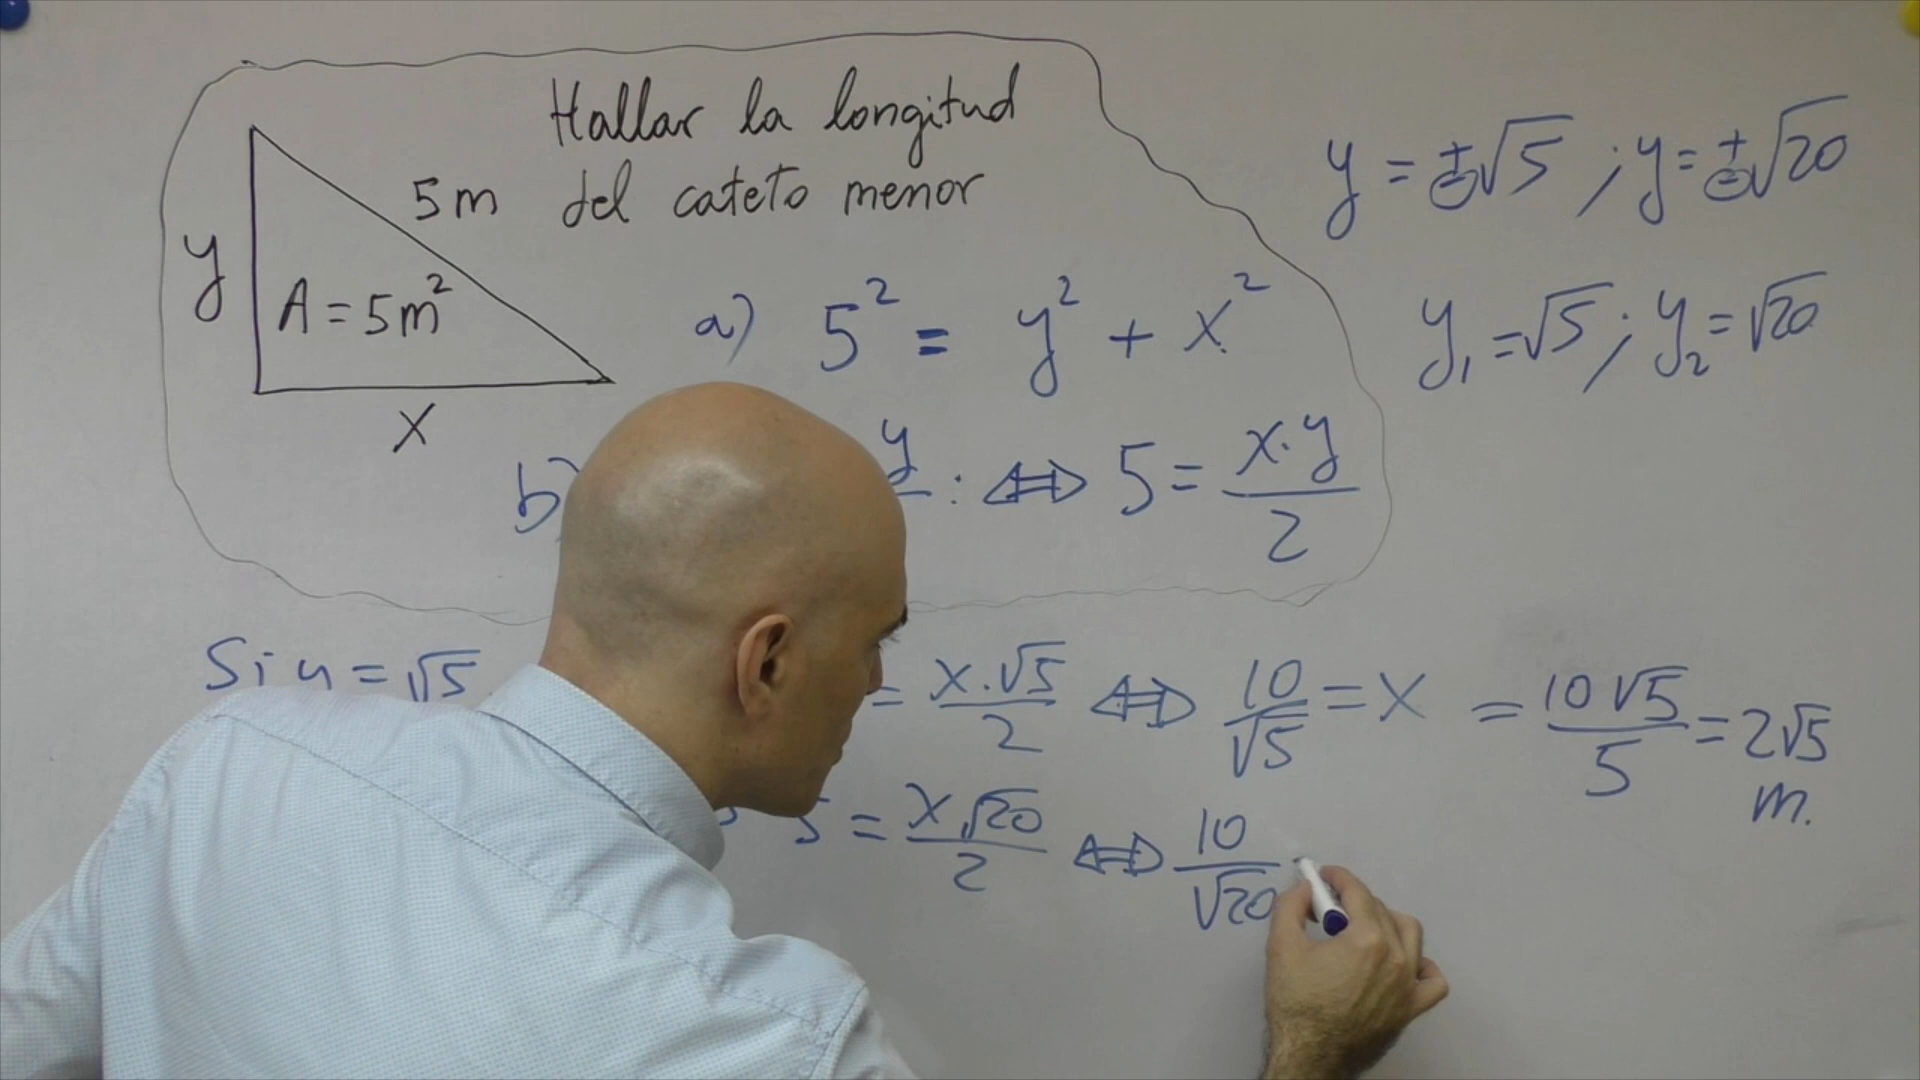 Hallar la longitud
del cateto menor
5m
y
A = 5m²
x
a) 5² = y² + x²
b) y : ⇔ 5 = x·y / 2
y = ±√5 ; y = ±√20
y₁ = √5 ; y₂ = √20
Si y = √5 = x·√5 / 2 ⇔ 10 / √5 = x = 10√5 / 5 = 2√5 m.
5 = x√20 / 2 ⇔ 10 / √20